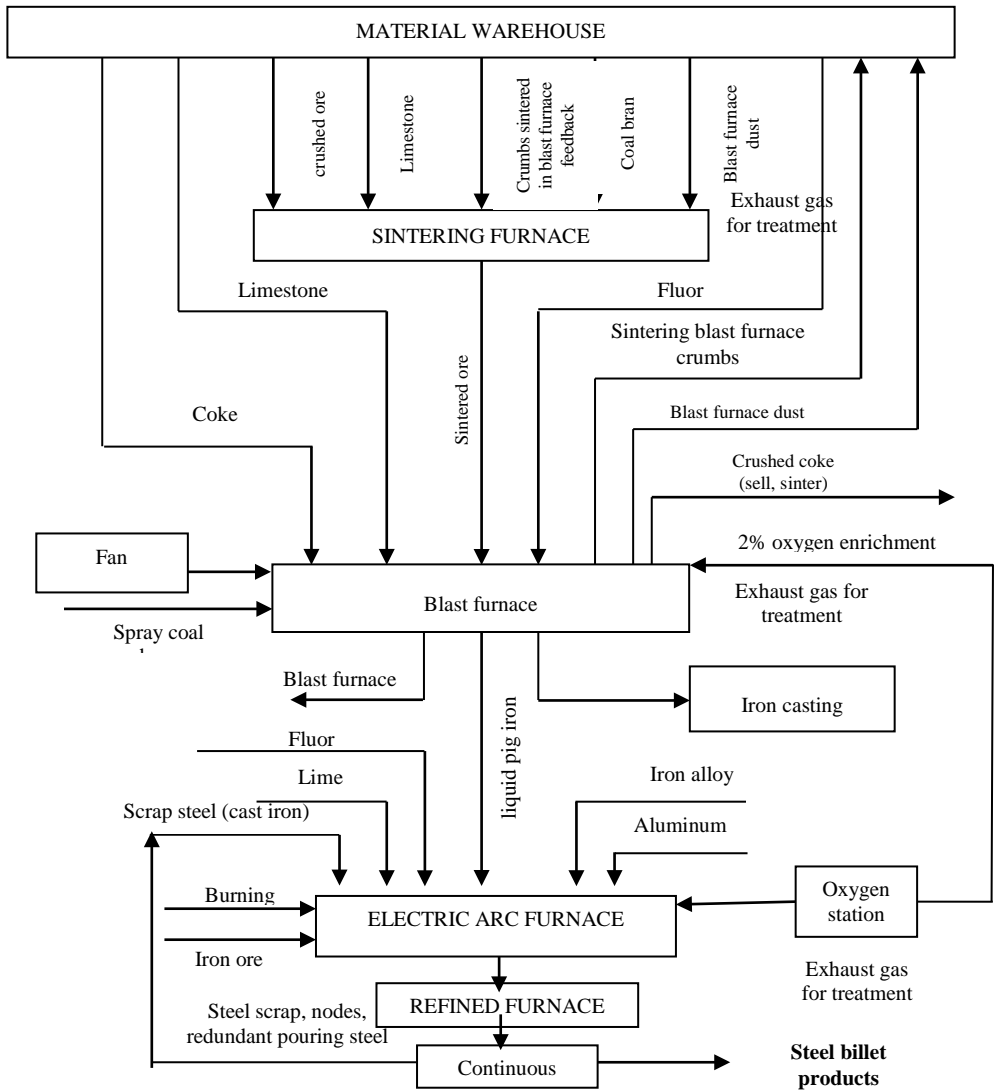 MATERIAL WAREHOUSE
crushed ore
Limestone
Crumbs sintered
in blast furnace
feedback
Coal bran
Blast furnace
dust
Exhaust gas
for treatment
SINTERING FURNACE
Limestone
Fluor
Sintering blast furnace
crumbs
Sintered ore
Coke
Blast furnace dust
Crushed coke
(sell, sinter)
2% oxygen enrichment
Fan
Blast furnace
Exhaust gas for
treatment
Spray coal
Blast furnace
Iron casting
liquid pig iron
Fluor
Lime
Iron alloy
Scrap steel (cast iron)
Aluminum
Burning
ELECTRIC ARC FURNACE
Oxygen
station
Iron ore
Exhaust gas
for treatment
REFINED FURNACE
Steel scrap, nodes,
redundant pouring steel
Continuous
Steel billet
products